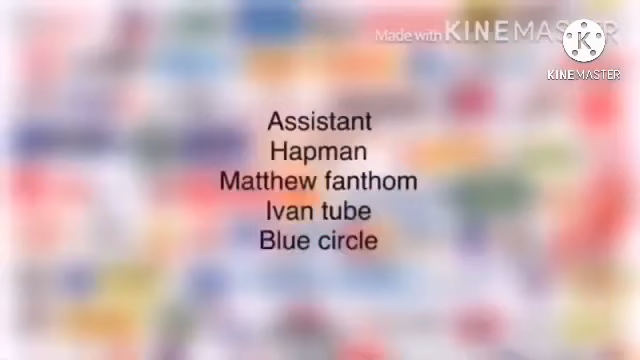 Made with KINEMASTER
KINEMASTER
Assistant
Hapman
Matthew fanthom
Ivan tube
Blue circle